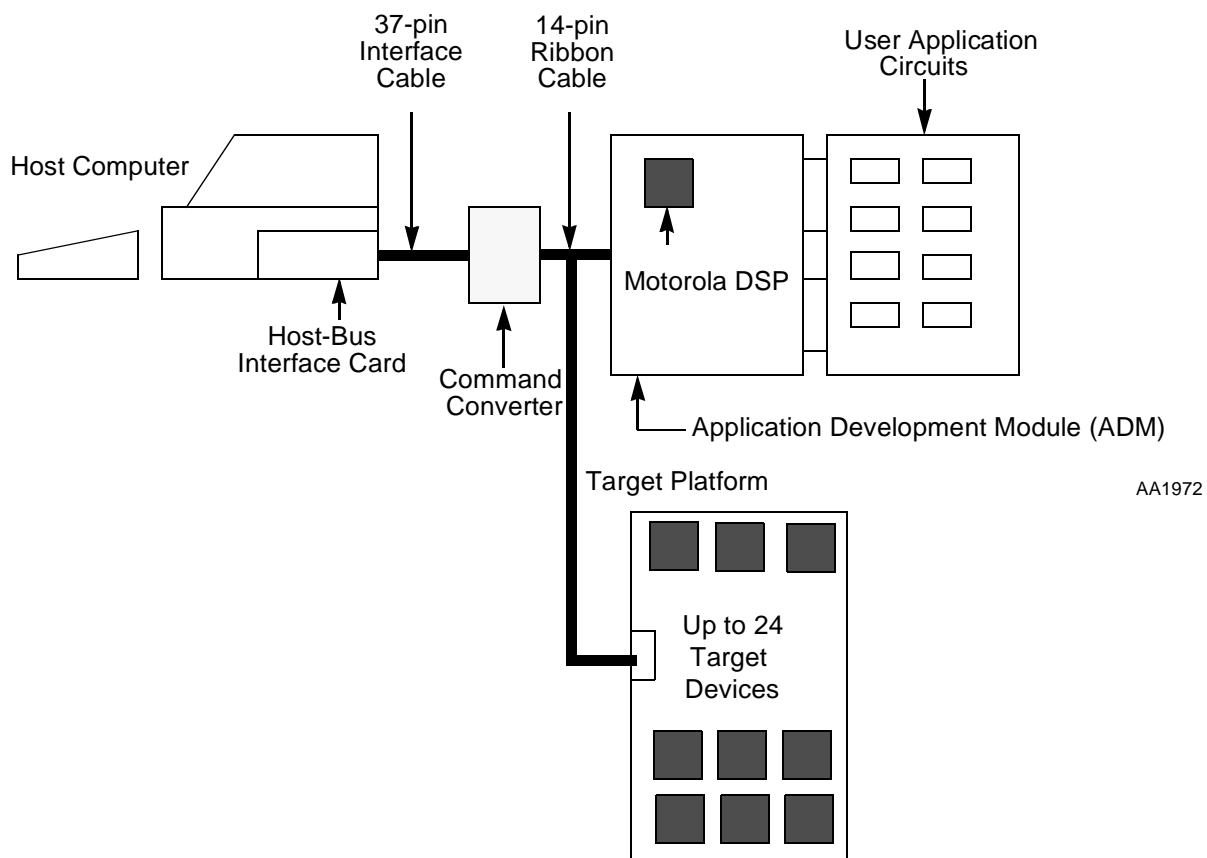 37-pin
Interface
Cable
14-pin
Ribbon
Cable
User Application
Circuits
Host Computer
Motorola DSP
Host-Bus
Interface Card
Command
Converter
Application Development Module (ADM)
Target Platform
AA1972
Up to 24
Target
Devices